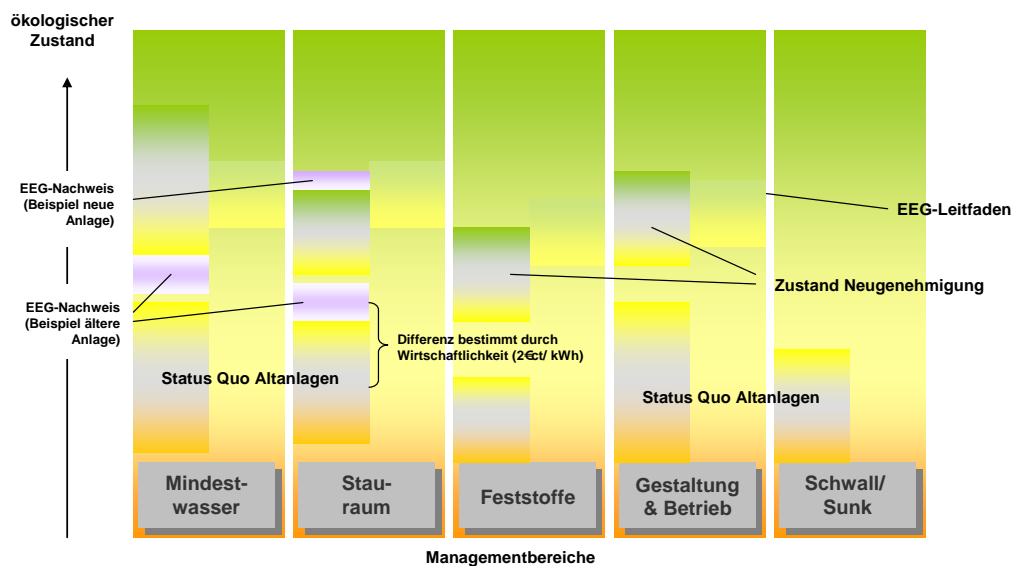 ökologischer
Zustand
EEG-Nachweis
(Beispiel neue
Anlage)
EEG-Leitfaden
Zustand Neugenehmigung
EEG-Nachweis
(Beispiel ältere
Anlage)
Differenz bestimmt durch
Wirtschaftlichkeit (2€ct/ kWh)
Status Quo Altanlagen
Status Quo Altanlagen
Mindest-
wasser
Stau-
raum
Feststoffe
Gestaltung
& Betrieb
Schwall/
Sunk
Managementbereiche